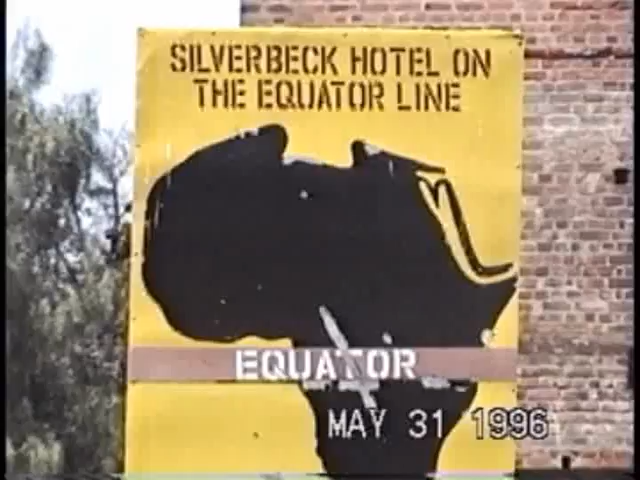 SILVERBECK HOTEL ON
THE EQUATOR LINE
EQUATOR
MAY 31 1996